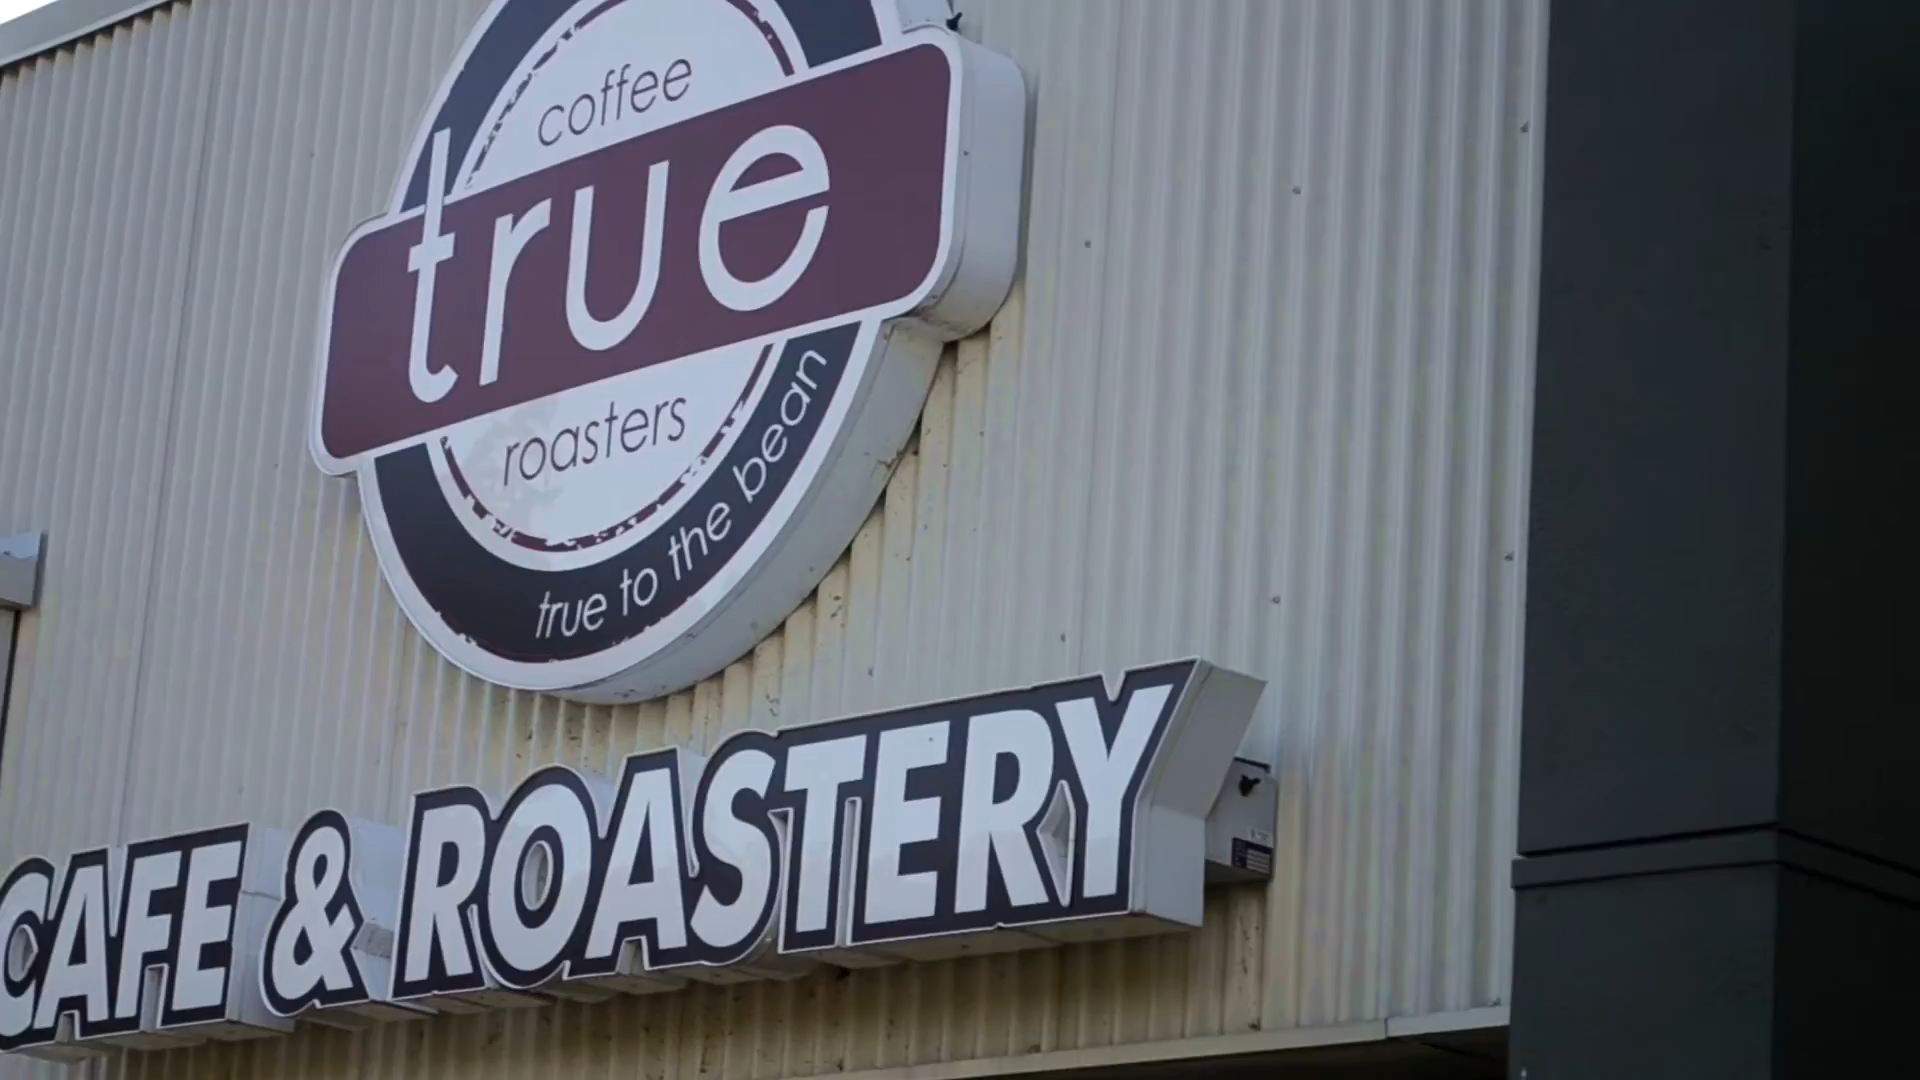 coffee
true
roasters
true to the bean
CAFE & ROASTERY